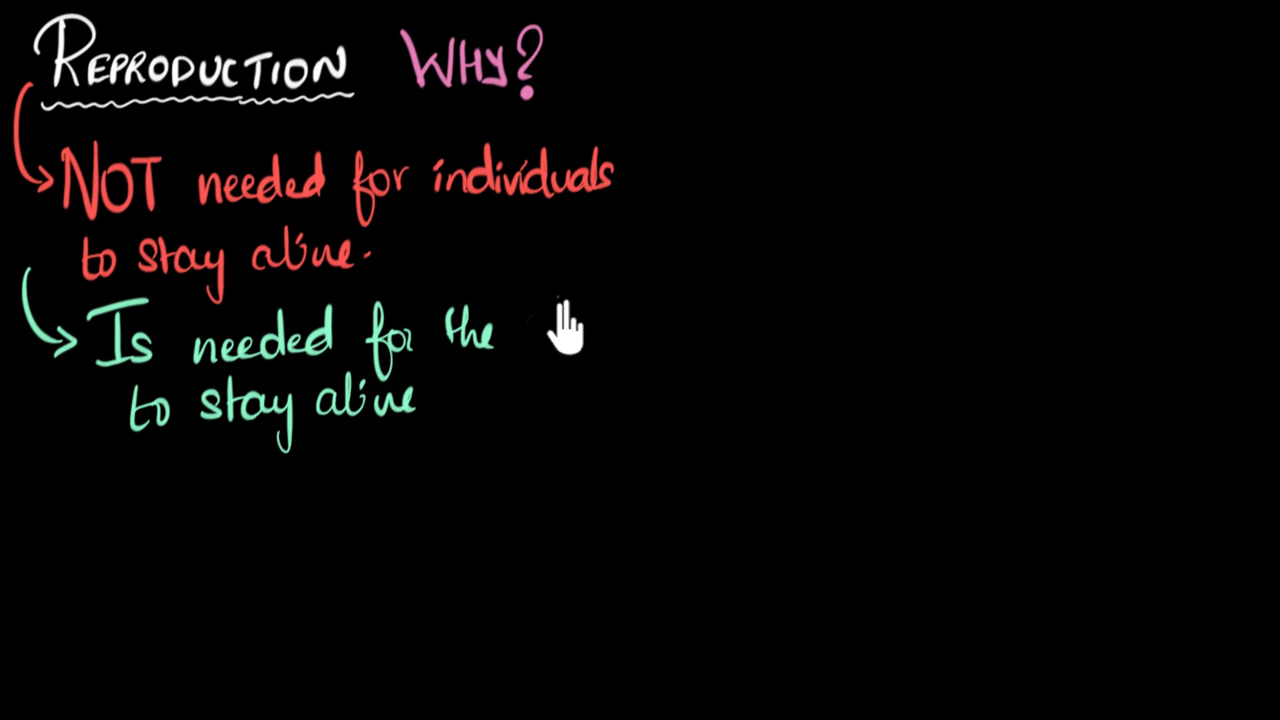 REPRODUCTION WHY?
NOT needed for individuals
to stay alive.
Is needed for the
to stay alive